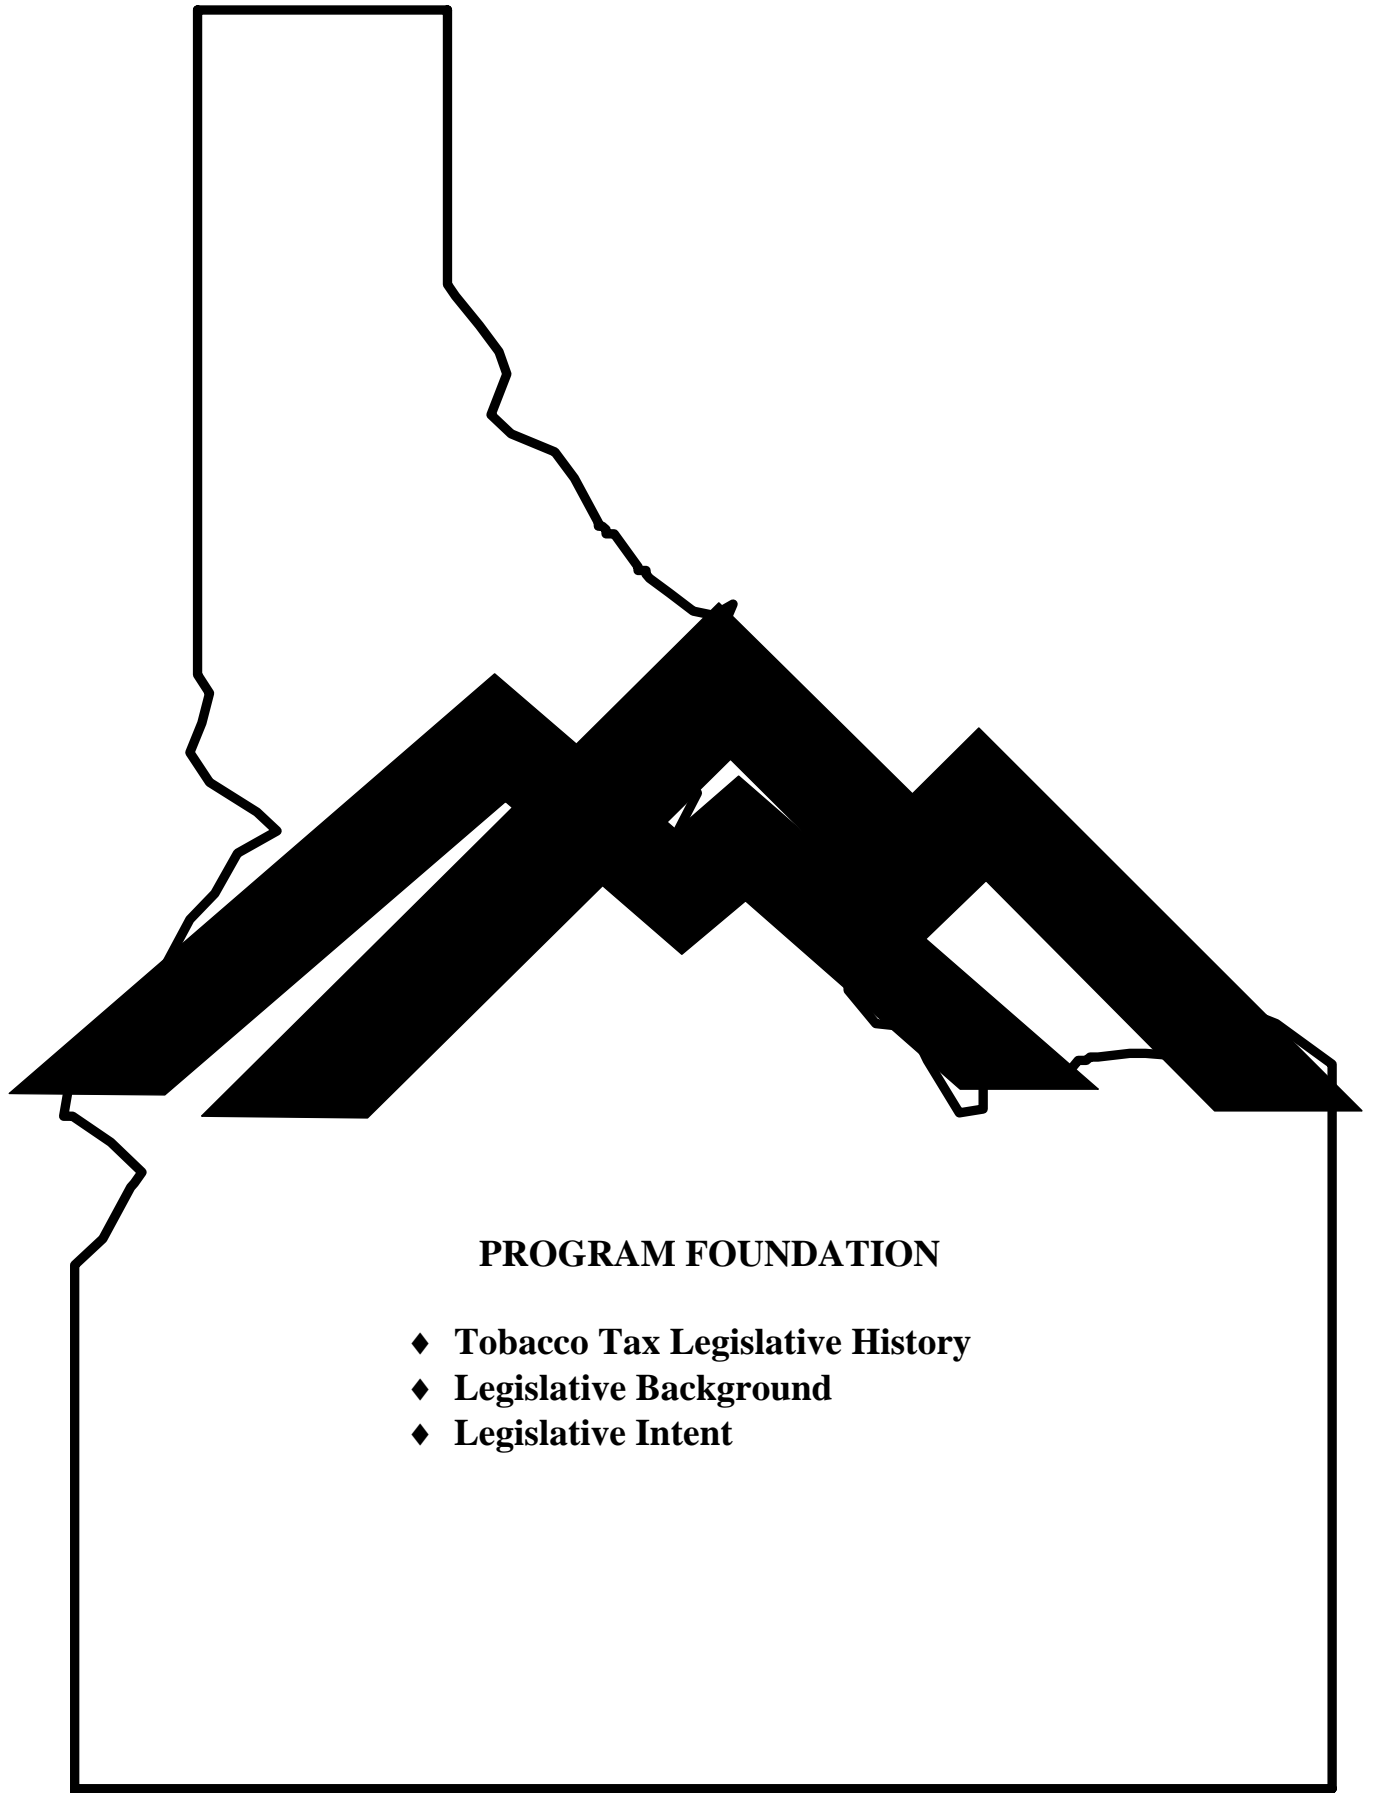 PROGRAM FOUNDATION
♦ Tobacco Tax Legislative History
♦ Legislative Background
♦ Legislative Intent